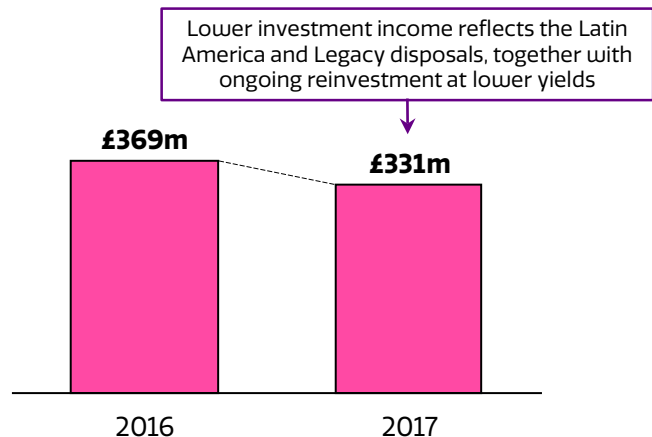 Lower investment income reflects the Latin
America and Legacy disposals, together with
ongoing reinvestment at lower yields
£369m
£331m
2016
2017